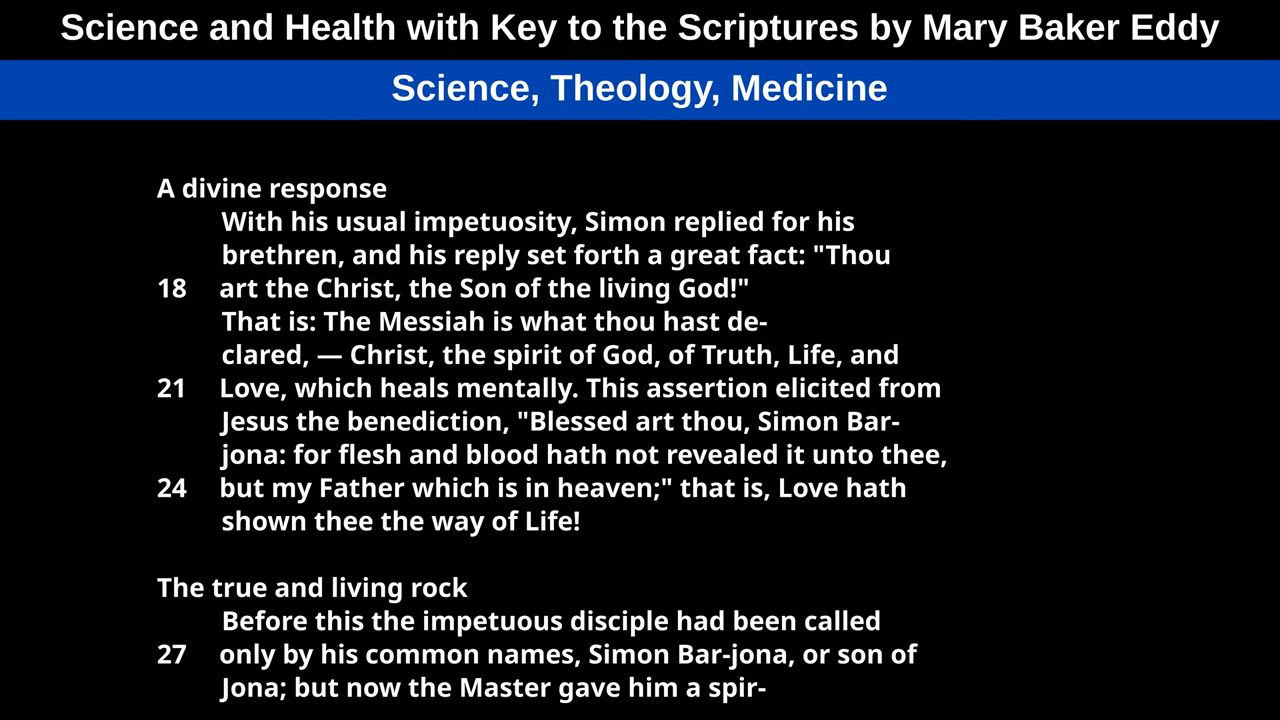 Science and Health with Key to the Scriptures by Mary Baker Eddy
Science, Theology, Medicine
A divine response
With his usual impetuosity, Simon replied for his
brethren, and his reply set forth a great fact: "Thou
18 art the Christ, the Son of the living God!"
That is: The Messiah is what thou hast de-
clared, — Christ, the spirit of God, of Truth, Life, and
21 Love, which heals mentally. This assertion elicited from
Jesus the benediction, "Blessed art thou, Simon Bar-
jona: for flesh and blood hath not revealed it unto thee,
24 but my Father which is in heaven;" that is, Love hath
shown thee the way of Life!
The true and living rock
Before this the impetuous disciple had been called
27 only by his common names, Simon Bar-jona, or son of
Jona; but now the Master gave him a spir-